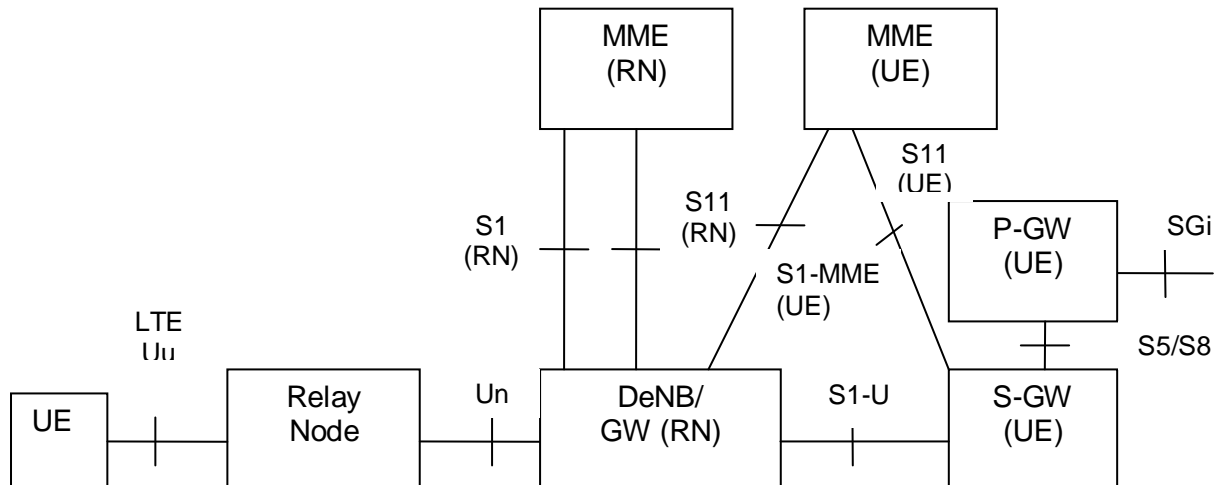 MME
(RN)
MME
(UE)
S11
(UE)
S11
(RN)
S1
(RN)
P-GW
(UE)
SGi
S1-MME
(UE)
LTE
Uu
S5/S8
UE
Relay
Node
Un
DeNB/
GW (RN)
S1-U
S-GW
(UE)